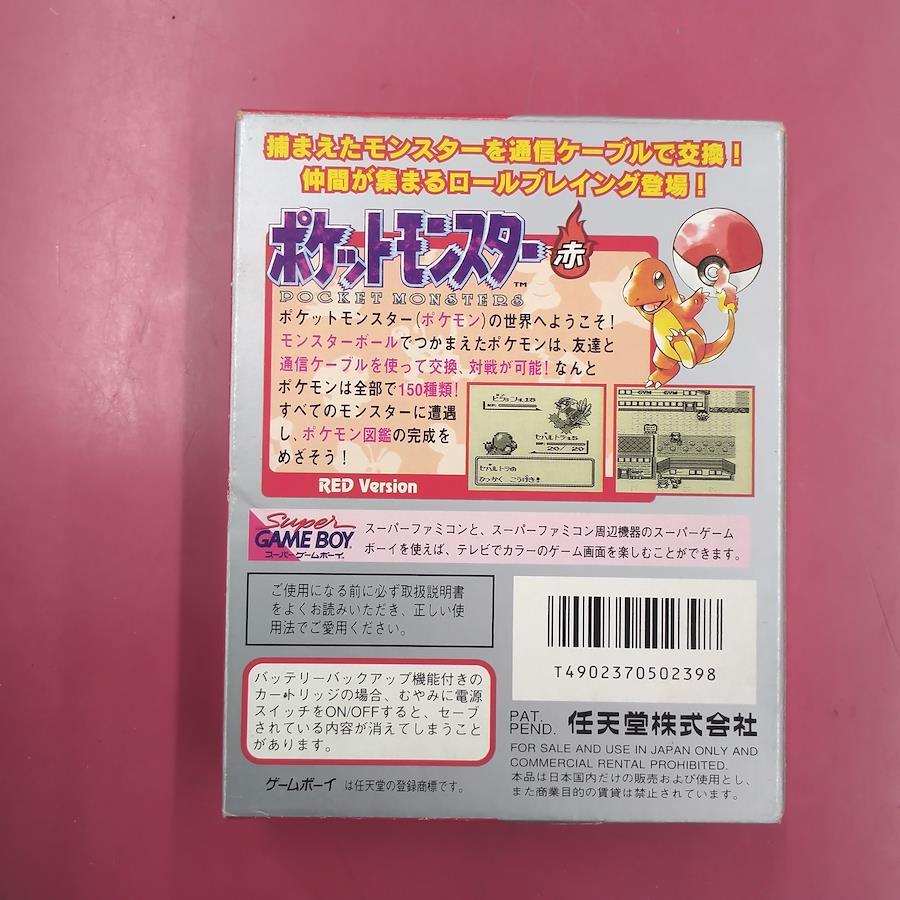 捕まえたモンスターを通信ケーブルで交換!
仲間が集まるロールプレイング登場!
ポケットモンスター 赤
TM
POCKET MONSTERS
ポケットモンスター(ポケモン)の世界へようこそ!
モンスターボールでつかまえたポケモンは、友達と
通信ケーブルを使って交換、対戦が可能! なんと
ポケモンは全部で150種類!
すべてのモンスターに遭遇
し、ポケモン図鑑の完成を
めざそう!
RED Version
20/ 20
ひっかく こうげき!
GYM
GYM
Super
GAME BOY
スーパーゲームボーイ
スーパーファミコンと、スーパーファミコン周辺機器のスーパーゲーム
ボーイを使えば、テレビでカラーのゲーム画面を楽しむことができます。
ご使用になる前に必ず取扱説明書
をよくお読みいただき、正しい使
用法でご愛用ください。
T4902370502398
バッテリーバックアップ機能付きの
カートリッジの場合、むやみに電源
スイッチをON/OFFすると、セーブ
されている内容が消えてしまうこと
があります。
PAT.
PEND. 任天堂株式会社
FOR SALE AND USE IN JAPAN ONLY AND
COMMERCIAL RENTAL PROHIBITED.
本品は日本国内だけの販売および使用とし、
また商業目的の賃貸は禁止されています。
ゲームボーイ は任天堂の登録商標です。